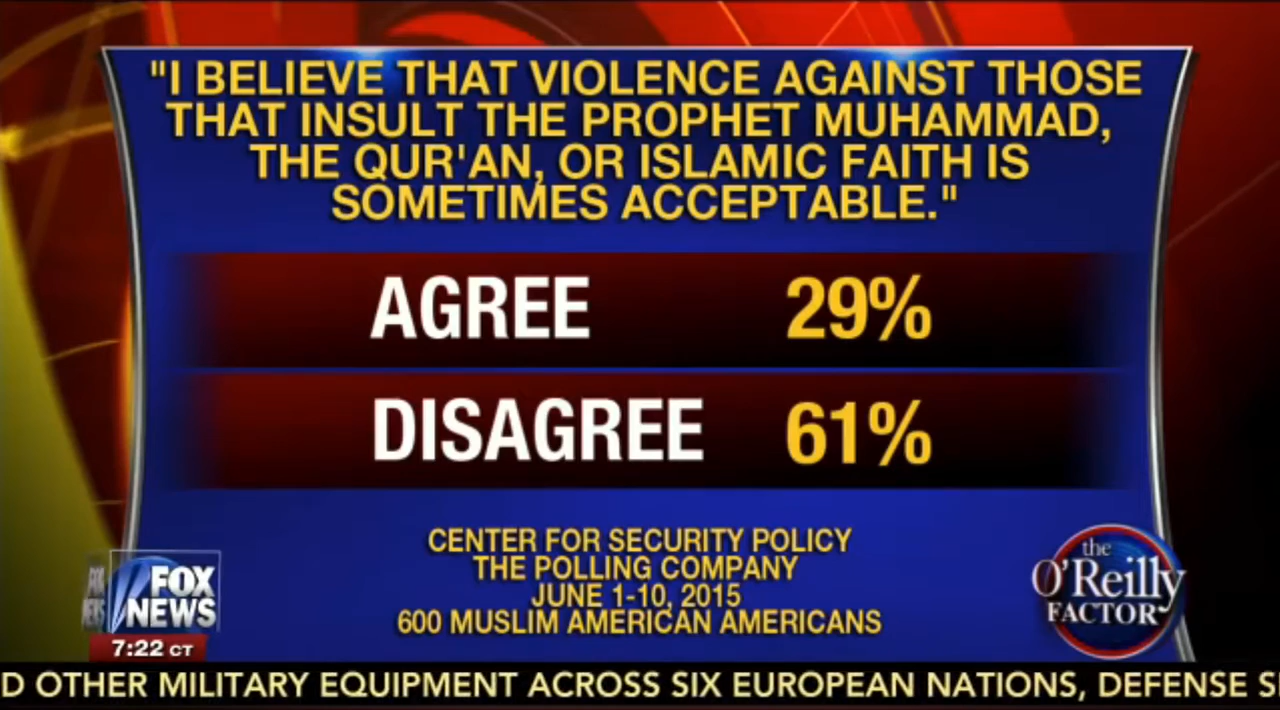 "I BELIEVE THAT VIOLENCE AGAINST THOSE
THAT INSULT THE PROPHET MUHAMMAD,
THE QUR'AN, OR ISLAMIC FAITH IS
SOMETIMES ACCEPTABLE."
AGREE 29%
DISAGREE 61%
CENTER FOR SECURITY POLICY
THE POLLING COMPANY
JUNE 1-10, 2015
600 MUSLIM AMERICAN AMERICANS
FOX
NEWS
7:22 CT
the
O'Reilly
FACTOR
D OTHER MILITARY EQUIPMENT ACROSS SIX EUROPEAN NATIONS, DEFENSE